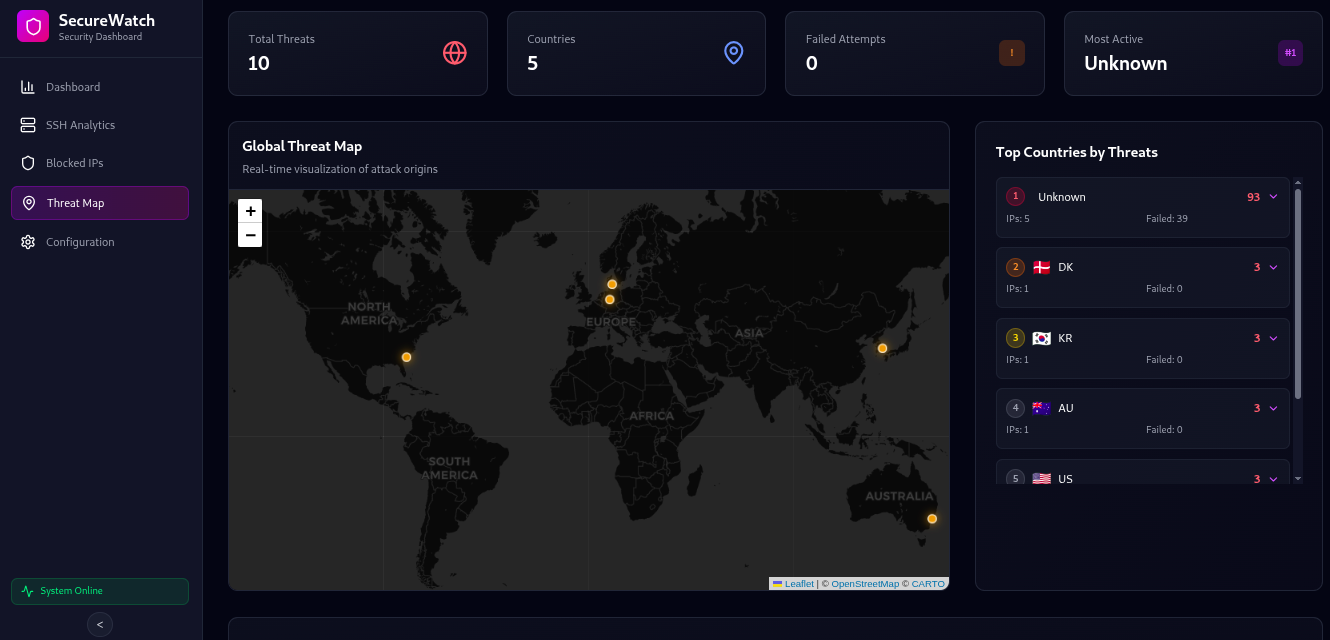 SecureWatch
Security Dashboard
Dashboard
SSH Analytics
Blocked IPs
Threat Map
Configuration
System Online
<
Total Threats
10
Countries
5
Failed Attempts
0
!
Most Active
Unknown
#1
Global Threat Map
Real-time visualization of attack origins
+
−
NORTH
AMERICA
EUROPE
ASIA
AFRICA
SOUTH
AMERICA
AUSTRALIA
Leaflet | © OpenStreetMap © CARTO
Top Countries by Threats
1 Unknown 93
IPs: 5 Failed: 39
2 DK 3
IPs: 1 Failed: 0
3 KR 3
IPs: 1 Failed: 0
4 AU 3
IPs: 1 Failed: 0
5 US 3